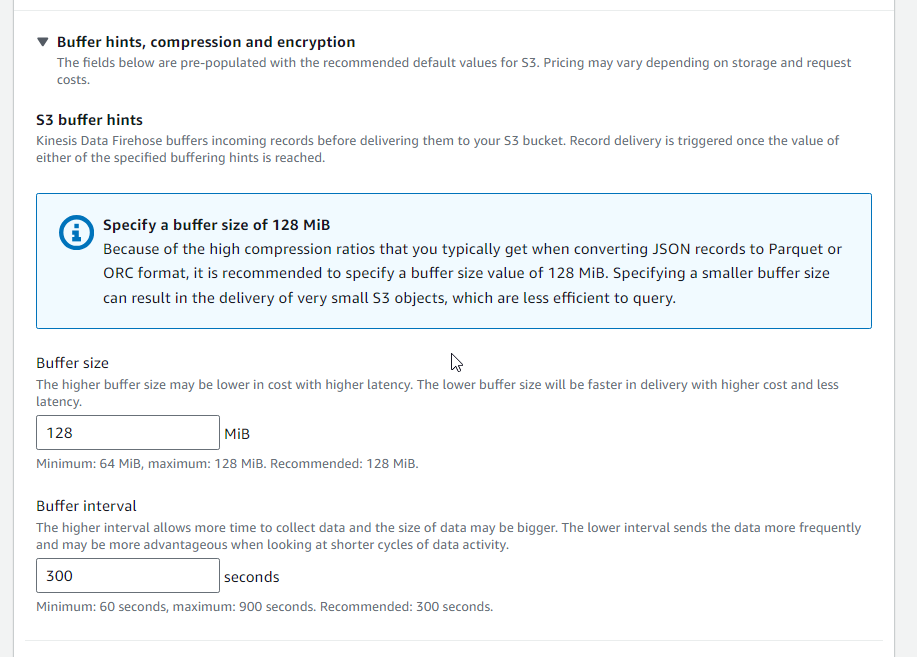 Buffer hints, compression and encryption
The fields below are pre-populated with the recommended default values for S3. Pricing may vary depending on storage and request
costs.
S3 buffer hints
Kinesis Data Firehose buffers incoming records before delivering them to your S3 bucket. Record delivery is triggered once the value of
either of the specified buffering hints is reached.
Specify a buffer size of 128 MiB
Because of the high compression ratios that you typically get when converting JSON records to Parquet or
ORC format, it is recommended to specify a buffer size value of 128 MiB. Specifying a smaller buffer size
can result in the delivery of very small S3 objects, which are less efficient to query.
Buffer size
The higher buffer size may be lower in cost with higher latency. The lower buffer size will be faster in delivery with higher cost and less
latency.
128 MiB
Minimum: 64 MiB, maximum: 128 MiB. Recommended: 128 MiB.
Buffer interval
The higher interval allows more time to collect data and the size of data may be bigger. The lower interval sends the data more frequently
and may be more advantageous when looking at shorter cycles of data activity.
300 seconds
Minimum: 60 seconds, maximum: 900 seconds. Recommended: 300 seconds.